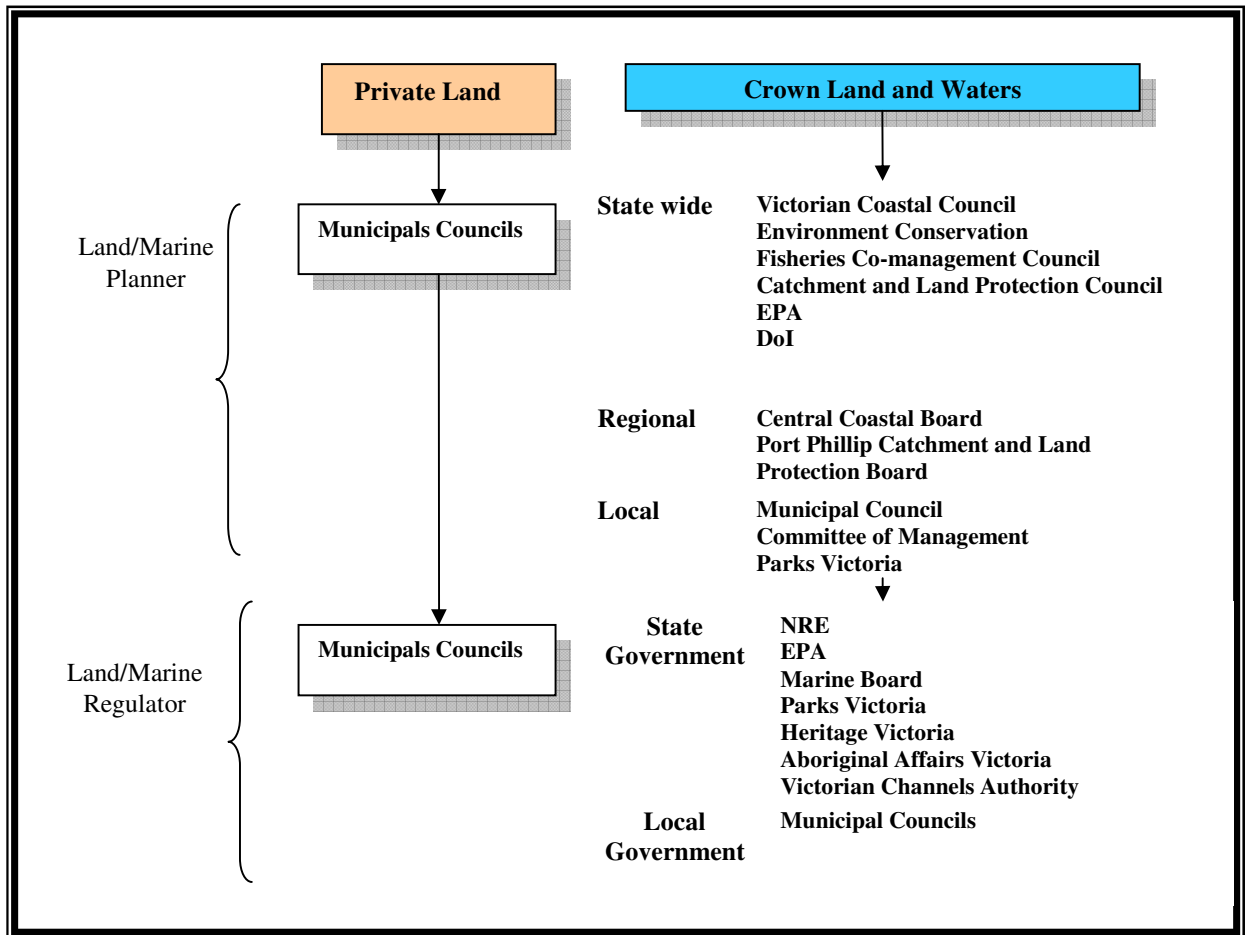 Private Land
Crown Land and Waters
Land/Marine
Planner
Municipals Councils
State wide
Victorian Coastal Council
Environment Conservation
Fisheries Co-management Council
Catchment and Land Protection Council
EPA
DoI
Regional
Central Coastal Board
Port Phillip Catchment and Land
Protection Board
Local
Municipal Council
Committee of Management
Parks Victoria
Land/Marine
Regulator
Municipals Councils
State
Government
NRE
EPA
Marine Board
Parks Victoria
Heritage Victoria
Aboriginal Affairs Victoria
Victorian Channels Authority
Local
Government
Municipal Councils